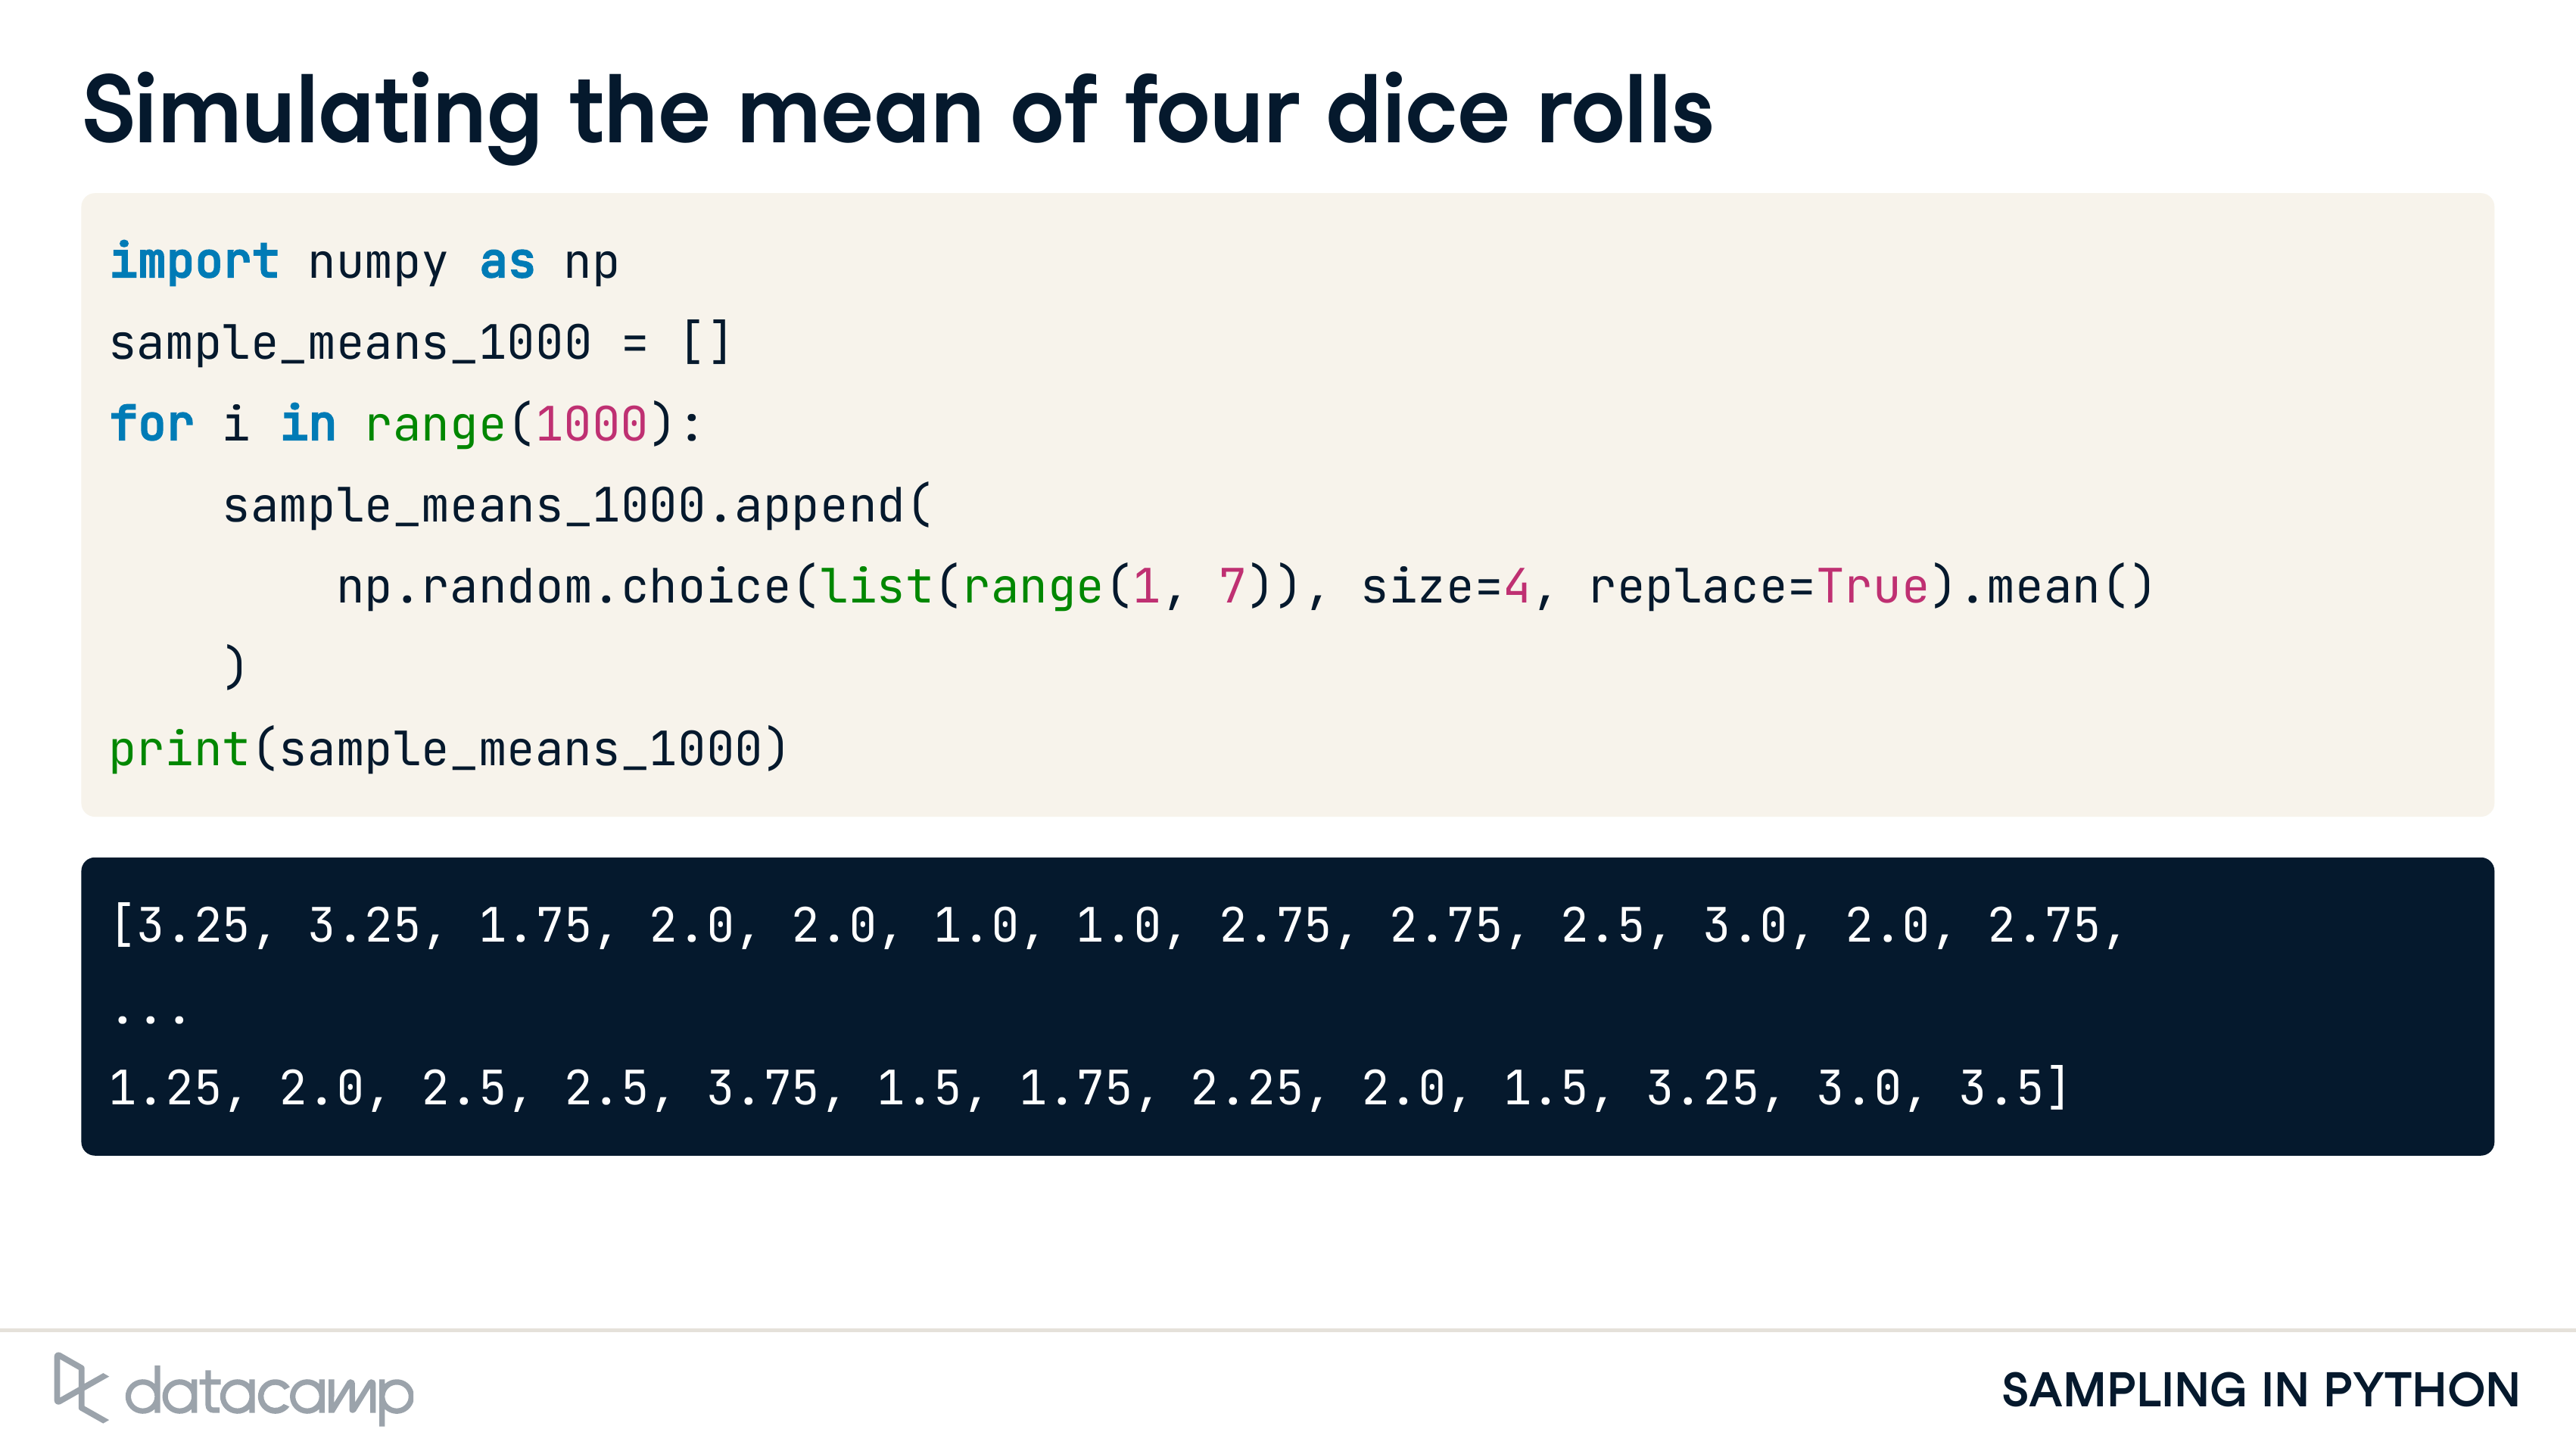 Simulating the mean of four dice rolls
import numpy as np
sample_means_1000 = []
for i in range(1000):
    sample_means_1000.append(
        np.random.choice(list(range(1, 7)), size=4, replace=True).mean()
    )
print(sample_means_1000)
[3.25, 3.25, 1.75, 2.0, 2.0, 1.0, 1.0, 2.75, 2.75, 2.5, 3.0, 2.0, 2.75,
...
1.25, 2.0, 2.5, 2.5, 3.75, 1.5, 1.75, 2.25, 2.0, 1.5, 3.25, 3.0, 3.5]
datacamp
SAMPLING IN PYTHON